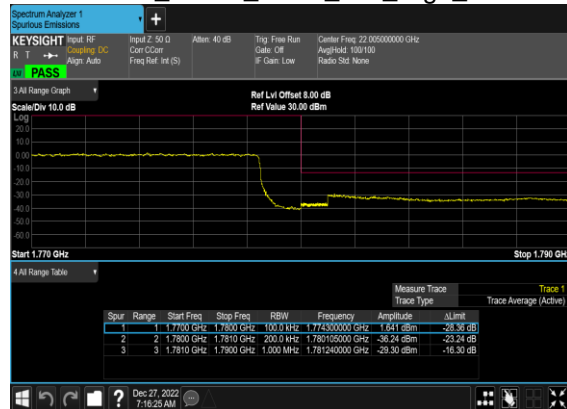 Spectrum Analyzer 1
Spurious Emissions
+
KEYSIGHT Input: RF Input Z: 50 Ω Atten: 40 dB Trig: Free Run Center Freq: 22.005000000 GHz
R T Coupling: DC Corr CCorr Gate: Off Avg|Hold: 100/100
Align: Auto Freq Ref: Int (S) IF Gain: Low Radio Std: None
PASS
3 All Range Graph Ref Lvl Offset 8.00 dB
Scale/Div 10.0 dB Ref Value 30.00 dBm
Log
20.0
10.0
0.00
-10.0
-20.0
-30.0
-40.0
-50.0
-60.0
Start 1.770 GHz Stop 1.790 GHz
4 All Range Table
Measure Trace Trace 1
Trace Type Trace Average (Active)
Spur Range Start Freq Stop Freq RBW Frequency Amplitude ΔLimit
1 1 1.7700 GHz 1.7800 GHz 100.0 kHz 1.774300000 GHz 1.641 dBm -28.36 dB
2 2 1.7800 GHz 1.7810 GHz 200.0 kHz 1.780105000 GHz -36.24 dBm -23.24 dB
3 3 1.7810 GHz 1.7900 GHz 1.000 MHz 1.781240000 GHz -29.30 dBm -16.30 dB
? Dec 27, 2022
7:16:25 AM